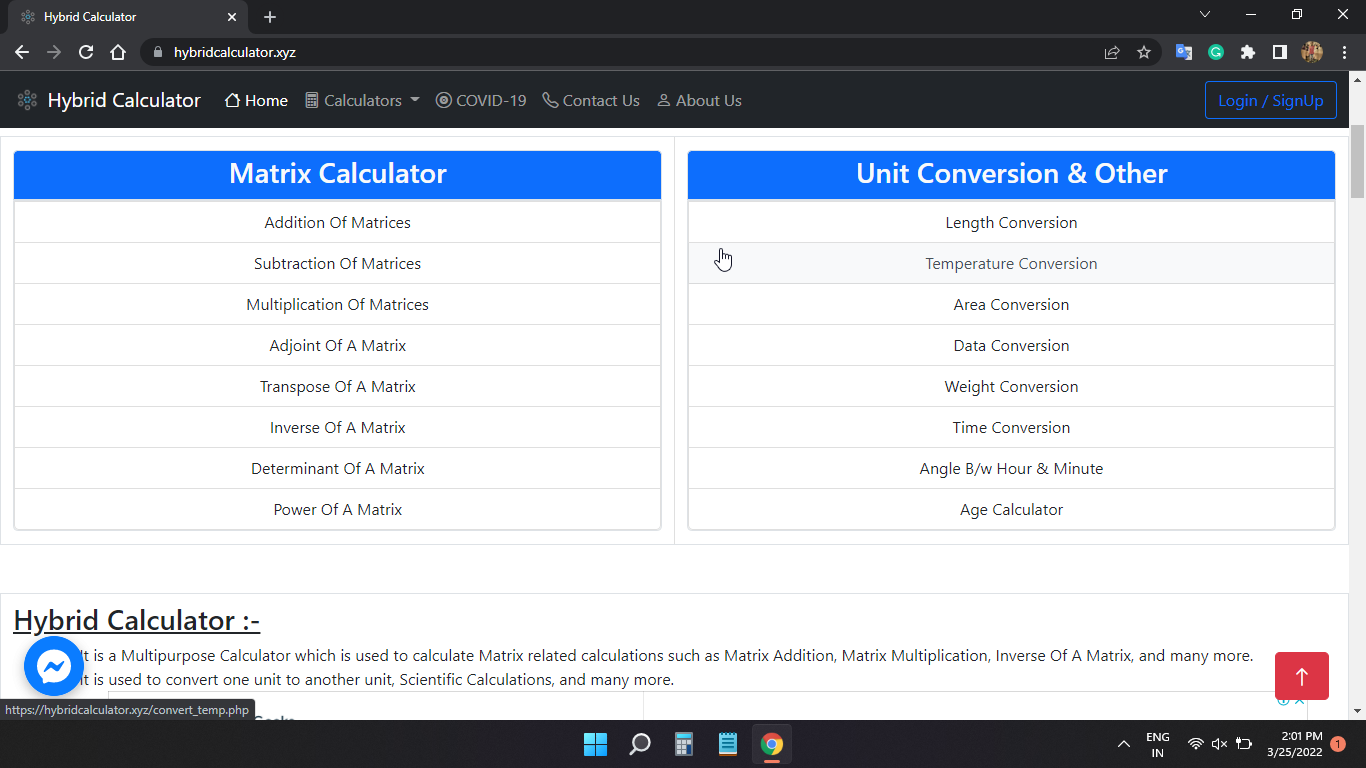 Hybrid Calculator
hybridcalculator.xyz
Hybrid Calculator Home Calculators COVID-19 Contact Us About Us Login / SignUp
Matrix Calculator
Addition Of Matrices
Subtraction Of Matrices
Multiplication Of Matrices
Adjoint Of A Matrix
Transpose Of A Matrix
Inverse Of A Matrix
Determinant Of A Matrix
Power Of A Matrix
Unit Conversion & Other
Length Conversion
Temperature Conversion
Area Conversion
Data Conversion
Weight Conversion
Time Conversion
Angle B/w Hour & Minute
Age Calculator
Hybrid Calculator :-
It is a Multipurpose Calculator which is used to calculate Matrix related calculations such as Matrix Addition, Matrix Multiplication, Inverse Of A Matrix, and many more.
It is used to convert one unit to another unit, Scientific Calculations, and many more.
https://hybridcalculator.xyz/convert_temp.php
ENG
IN
2:01 PM
3/25/2022
1